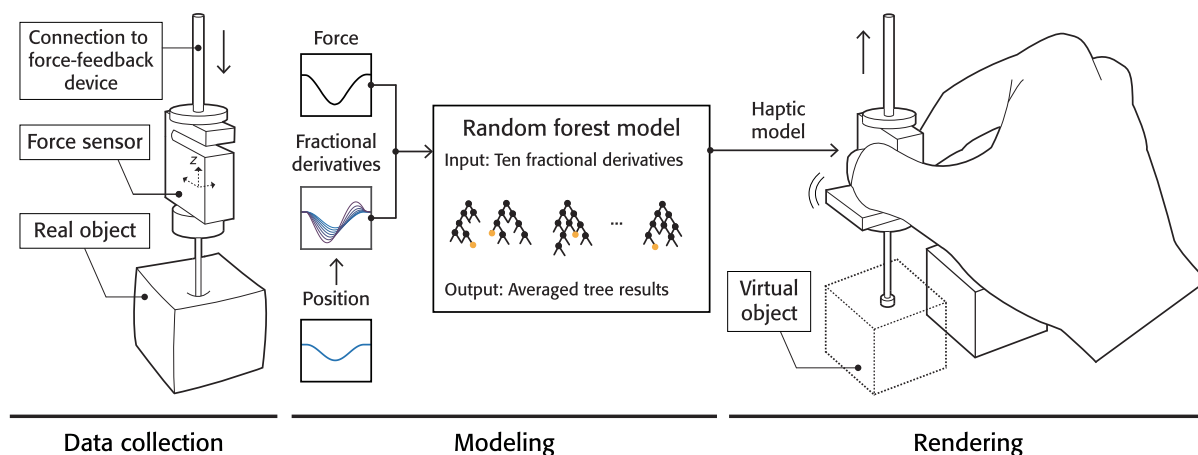 Connection to
force-feedback
device
Force sensor
z
Real object
Force
Fractional
derivatives
Position
Random forest model
Input: Ten fractional derivatives
...
Output: Averaged tree results
Haptic
model
Virtual
object
Data collection
Modeling
Rendering